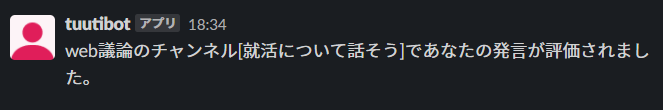 tuutibot アプリ 18:34
web議論のチャンネル[就活について話そう]であなたの発言が評価されまし
た。